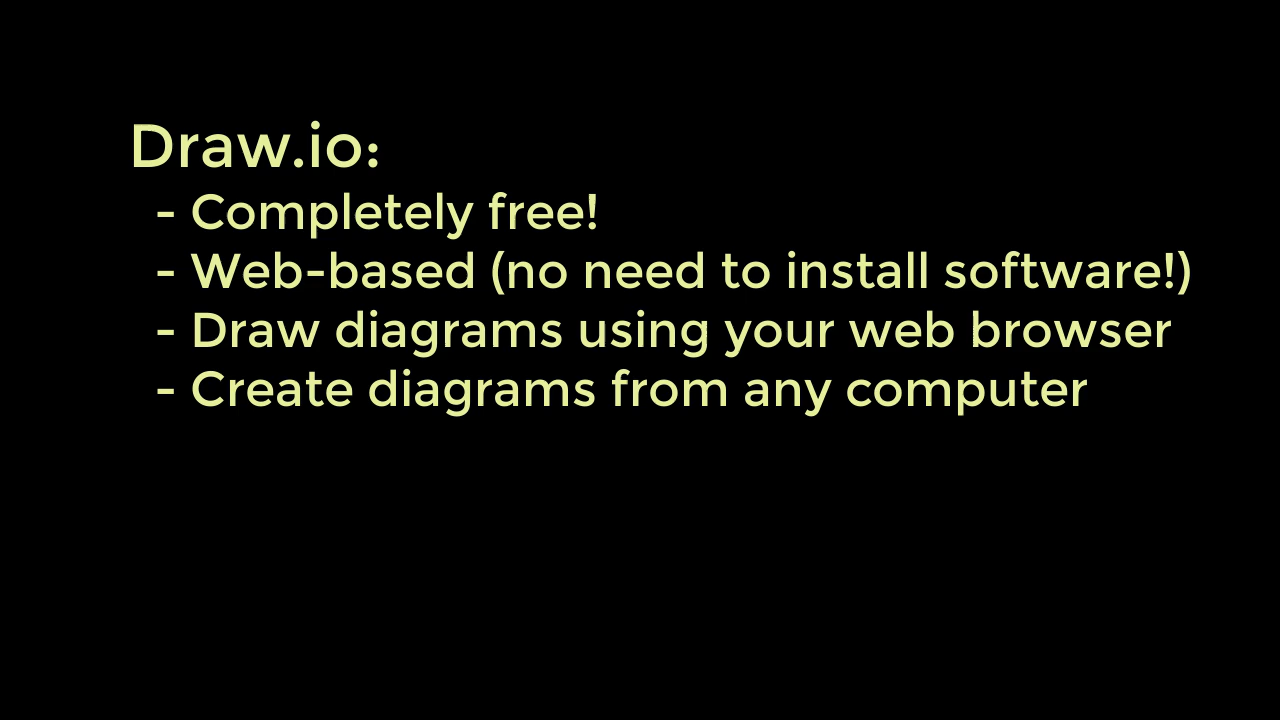 Draw.io:
- Completely free!
- Web-based (no need to install software!)
- Draw diagrams using your web browser
- Create diagrams from any computer